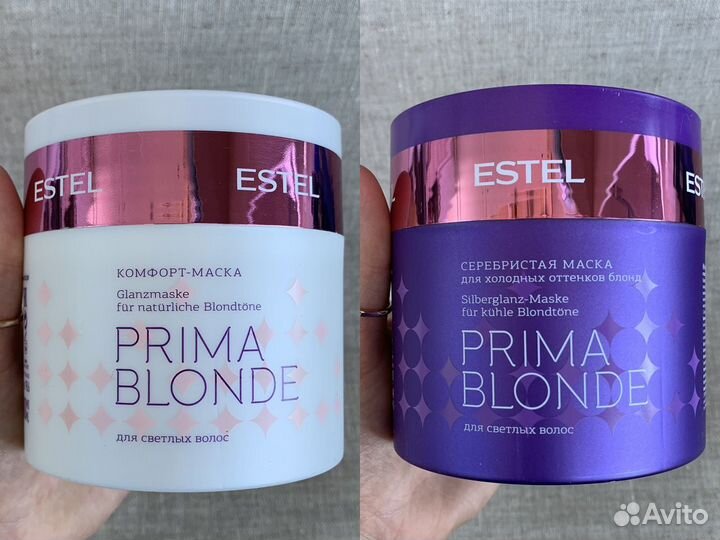 ESTEL
ESTEL
КОМФОРТ-МАСКА
Glanzmaske
für natürliche Blondtöne
PRIMA
BLONDE
для светлых волос
ESTEL
СЕРЕБРИСТАЯ МАСКА
для холодных оттенков блонд
Silberglanz-Maske
für kühle Blondtöne
PRIMA
BLONDE
для светлых волос
Avito